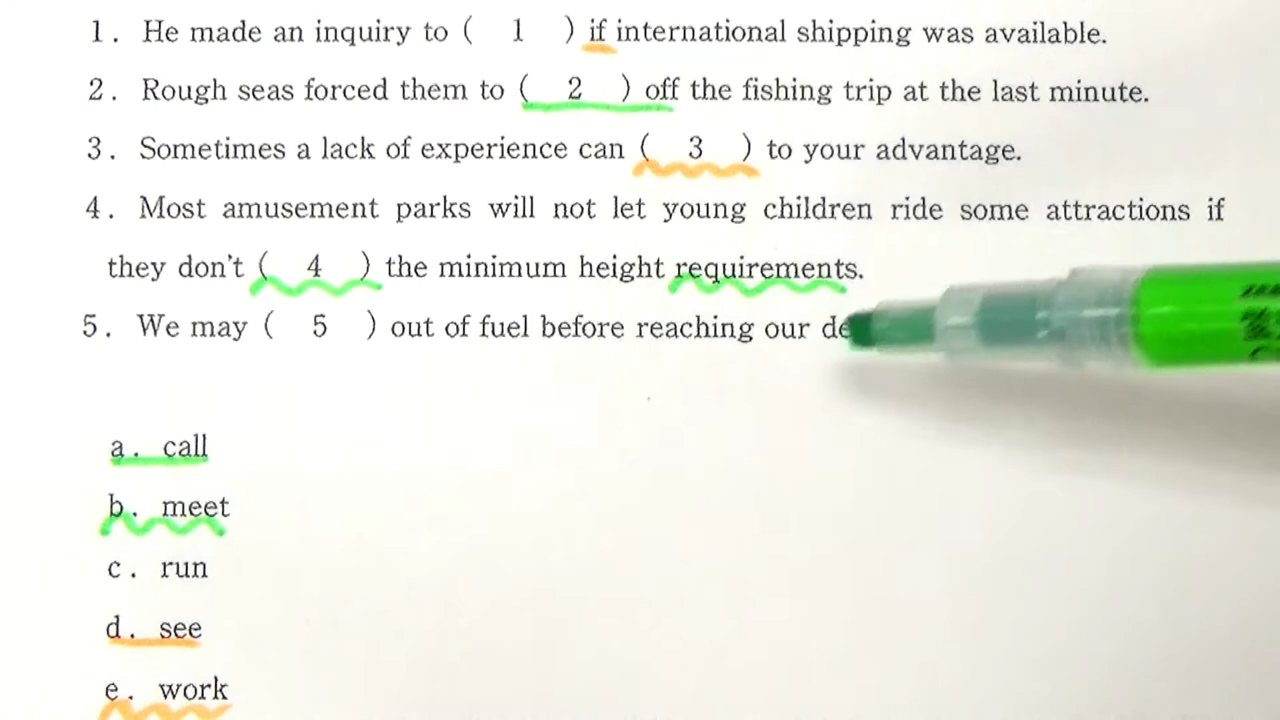 1. He made an inquiry to ( 1 ) if international shipping was available.
2. Rough seas forced them to ( 2 ) off the fishing trip at the last minute.
3. Sometimes a lack of experience can ( 3 ) to your advantage.
4. Most amusement parks will not let young children ride some attractions if
they don't ( 4 ) the minimum height requirements.
5. We may ( 5 ) out of fuel before reaching our
a. call
b. meet
c. run
d. see
e. work